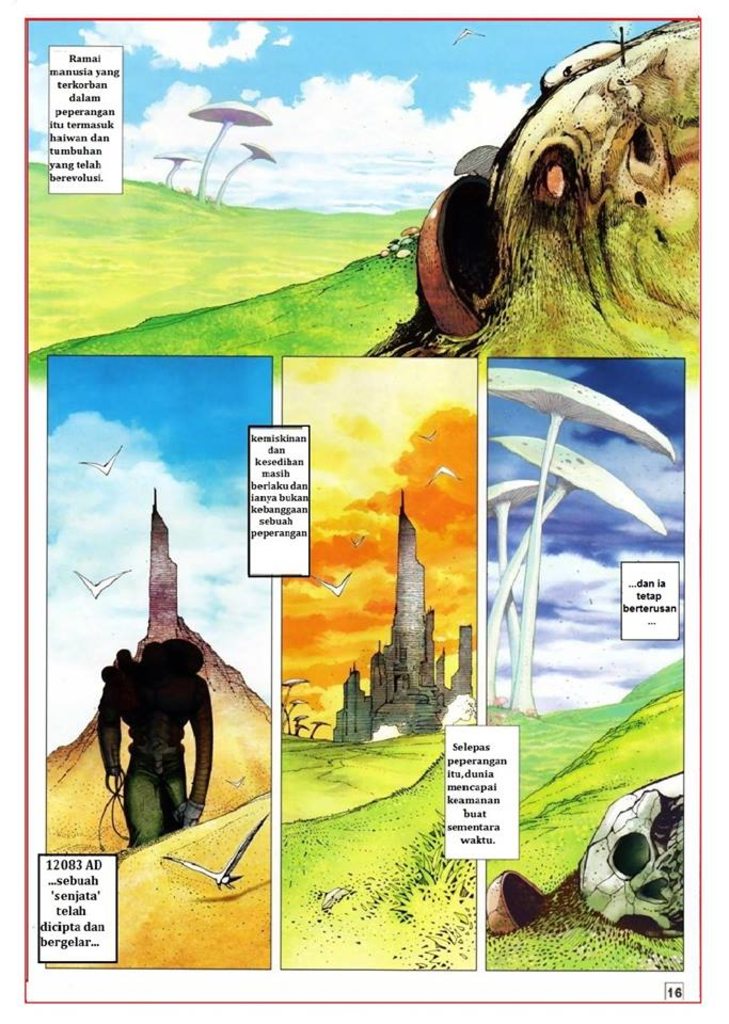 Ramai
manusia yang
terkorban
dalam
peperangan
itu termasuk
haiwan dan
tumbuhan
yang telah
berevolusi.
kemiskinan
dan
kesedihan
masih
berlaku dan
ianya bukan
kebanggaan
sebuah
peperangan
...dan ia
tetap
berterusan
...
Selepas
peperangan
itu,dunia
mencapai
keamanan
buat
sementara
waktu.
12083 AD
...sebuah
'senjata'
telah
dicipta dan
bergelar...
16